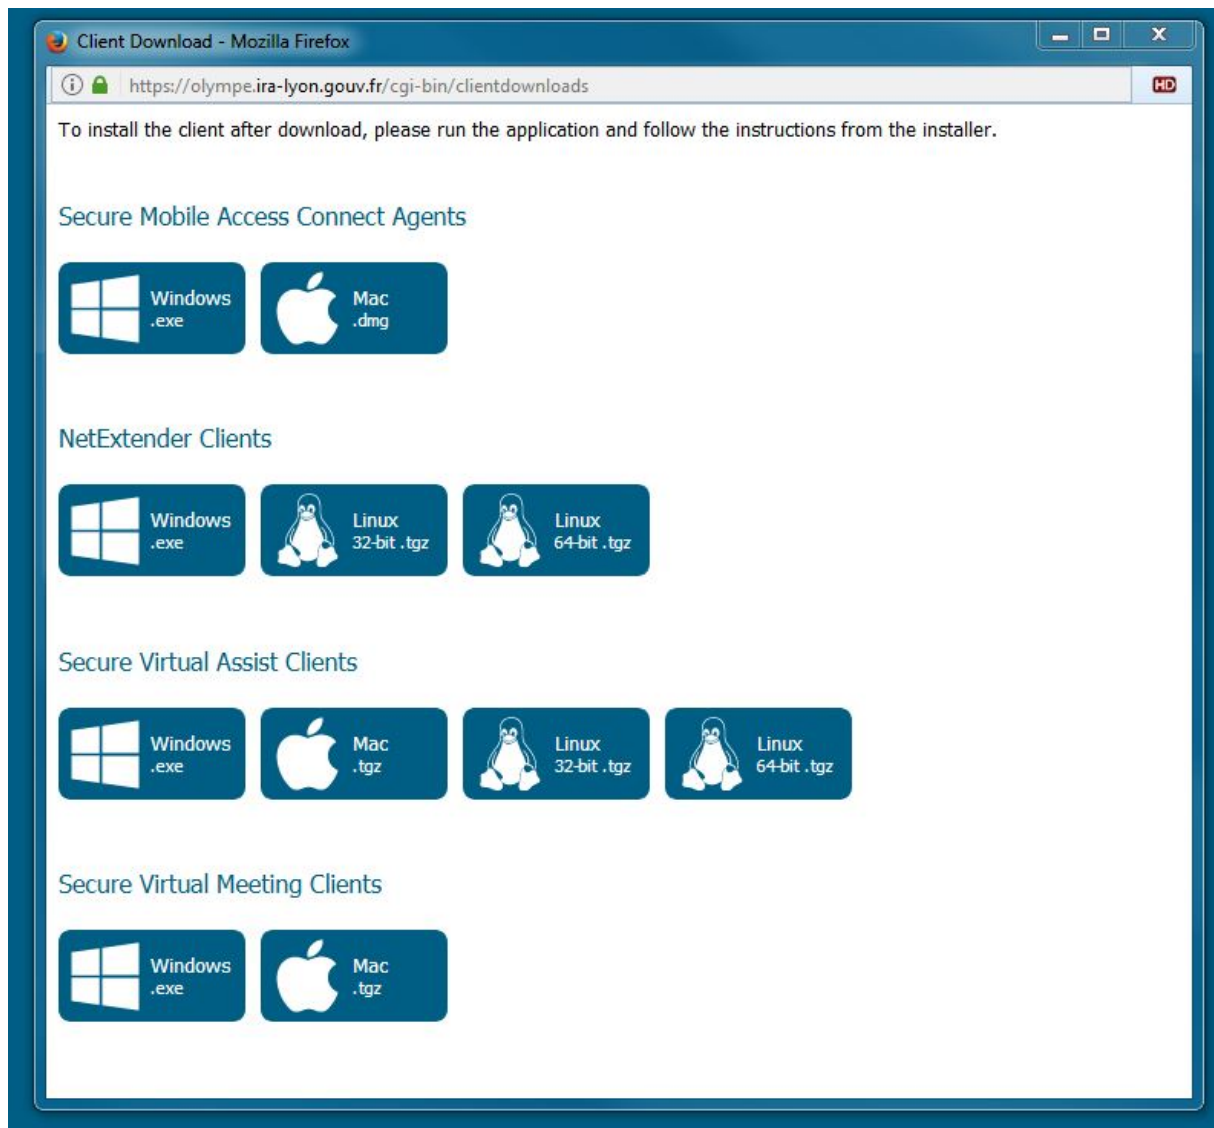 Client Download - Mozilla Firefox
https://olympe.ira-lyon.gouv.fr/cgi-bin/clientdownloads
HD
To install the client after download, please run the application and follow the instructions from the installer.
Secure Mobile Access Connect Agents
Windows
.exe
Mac
.dmg
NetExtender Clients
Windows
.exe
Linux
32-bit .tgz
Linux
64-bit .tgz
Secure Virtual Assist Clients
Windows
.exe
Mac
.tgz
Linux
32-bit .tgz
Linux
64-bit .tgz
Secure Virtual Meeting Clients
Windows
.exe
Mac
.tgz